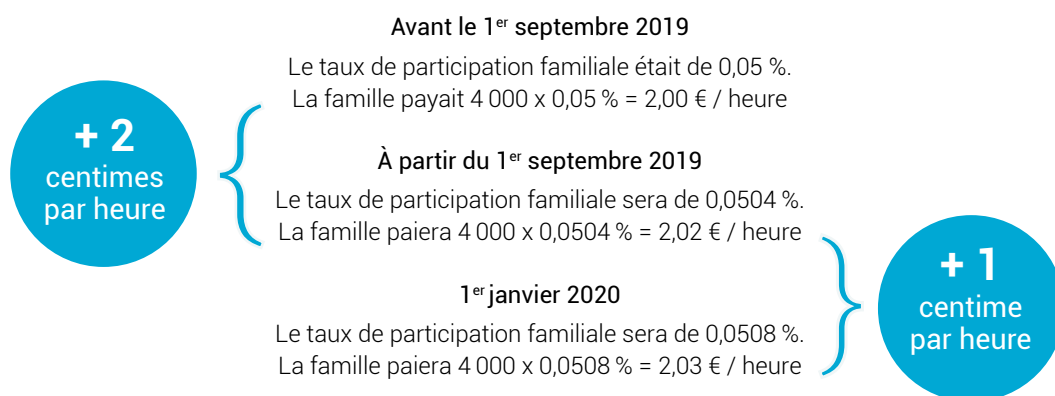 Avant le 1er septembre 2019
Le taux de participation familiale était de 0,05 %.
La famille payait 4 000 x 0,05 % = 2,00 € / heure
+ 2
centimes
par heure
À partir du 1er septembre 2019
Le taux de participation familiale sera de 0,0504 %.
La famille paiera 4 000 x 0,0504 % = 2,02 € / heure
+ 1
centime
par heure
1er janvier 2020
Le taux de participation familiale sera de 0,0508 %.
La famille paiera 4 000 x 0,0508 % = 2,03 € / heure